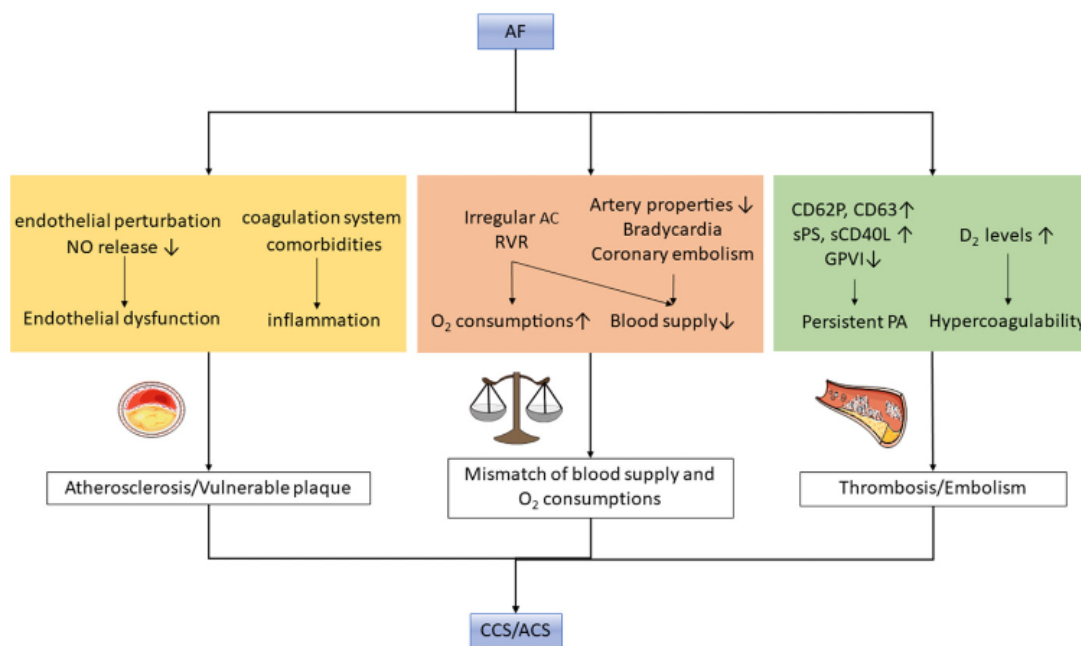 AF
endothelial perturbation
NO release ↓
Endothelial dysfunction
coagulation system
comorbidities
inflammation
Irregular AC
RVR
O₂ consumptions↑
Artery properties ↓
Bradycardia
Coronary embolism
Blood supply↓
CD62P, CD63↑
sPS, sCD40L ↑
GPVI↓
Persistent PA
D₂ levels ↑
Hypercoagulability
Atherosclerosis/Vulnerable plaque
Mismatch of blood supply and
O₂ consumptions
Thrombosis/Embolism
CCS/ACS